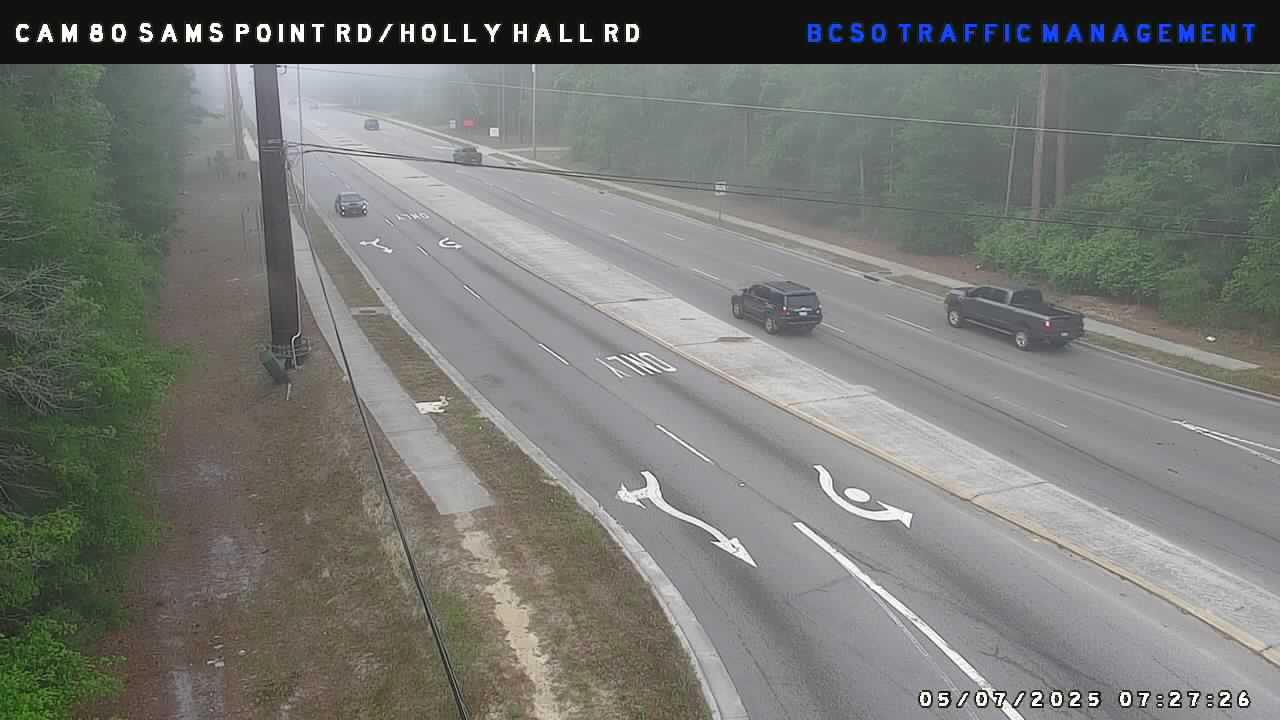 CAM 80 SAMS POINT RD/HOLLY HALL RD
BCSO TRAFFIC MANAGEMENT
ONLY
ONLY
05/07/2025 07:27:26